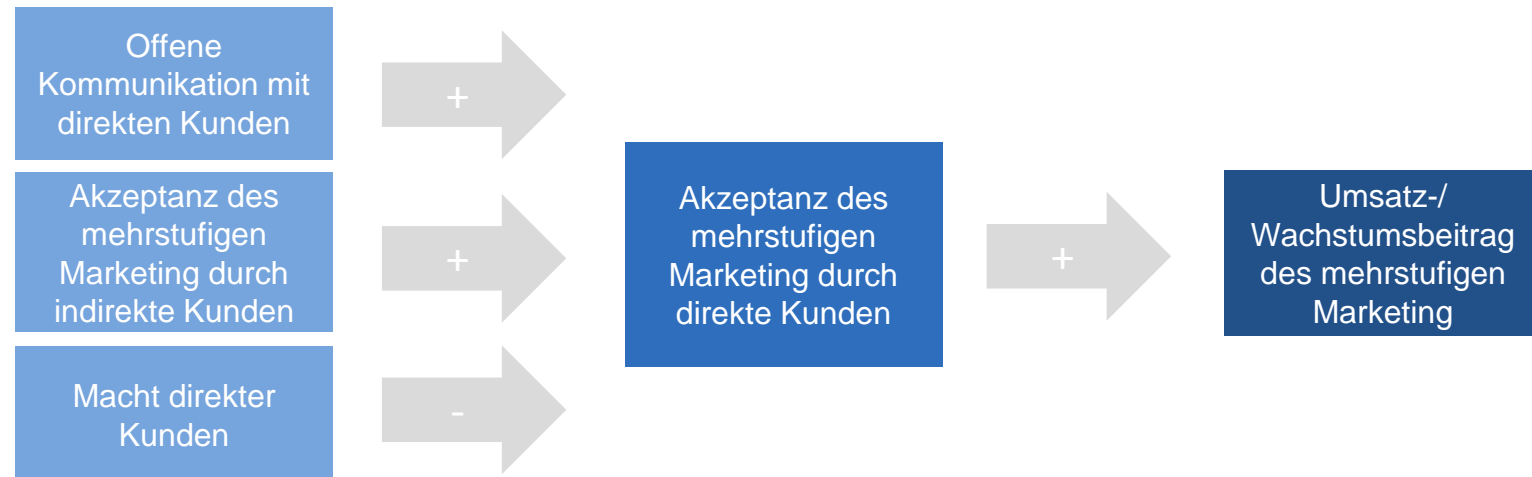 Offene
Kommunikation mit
direkten Kunden
+
Akzeptanz des
mehrstufigen
Marketing durch
indirekte Kunden
+
Macht direkter
Kunden
-
Akzeptanz des
mehrstufigen
Marketing durch
direkte Kunden
+
Umsatz-/
Wachstumsbeitrag
des mehrstufigen
Marketing